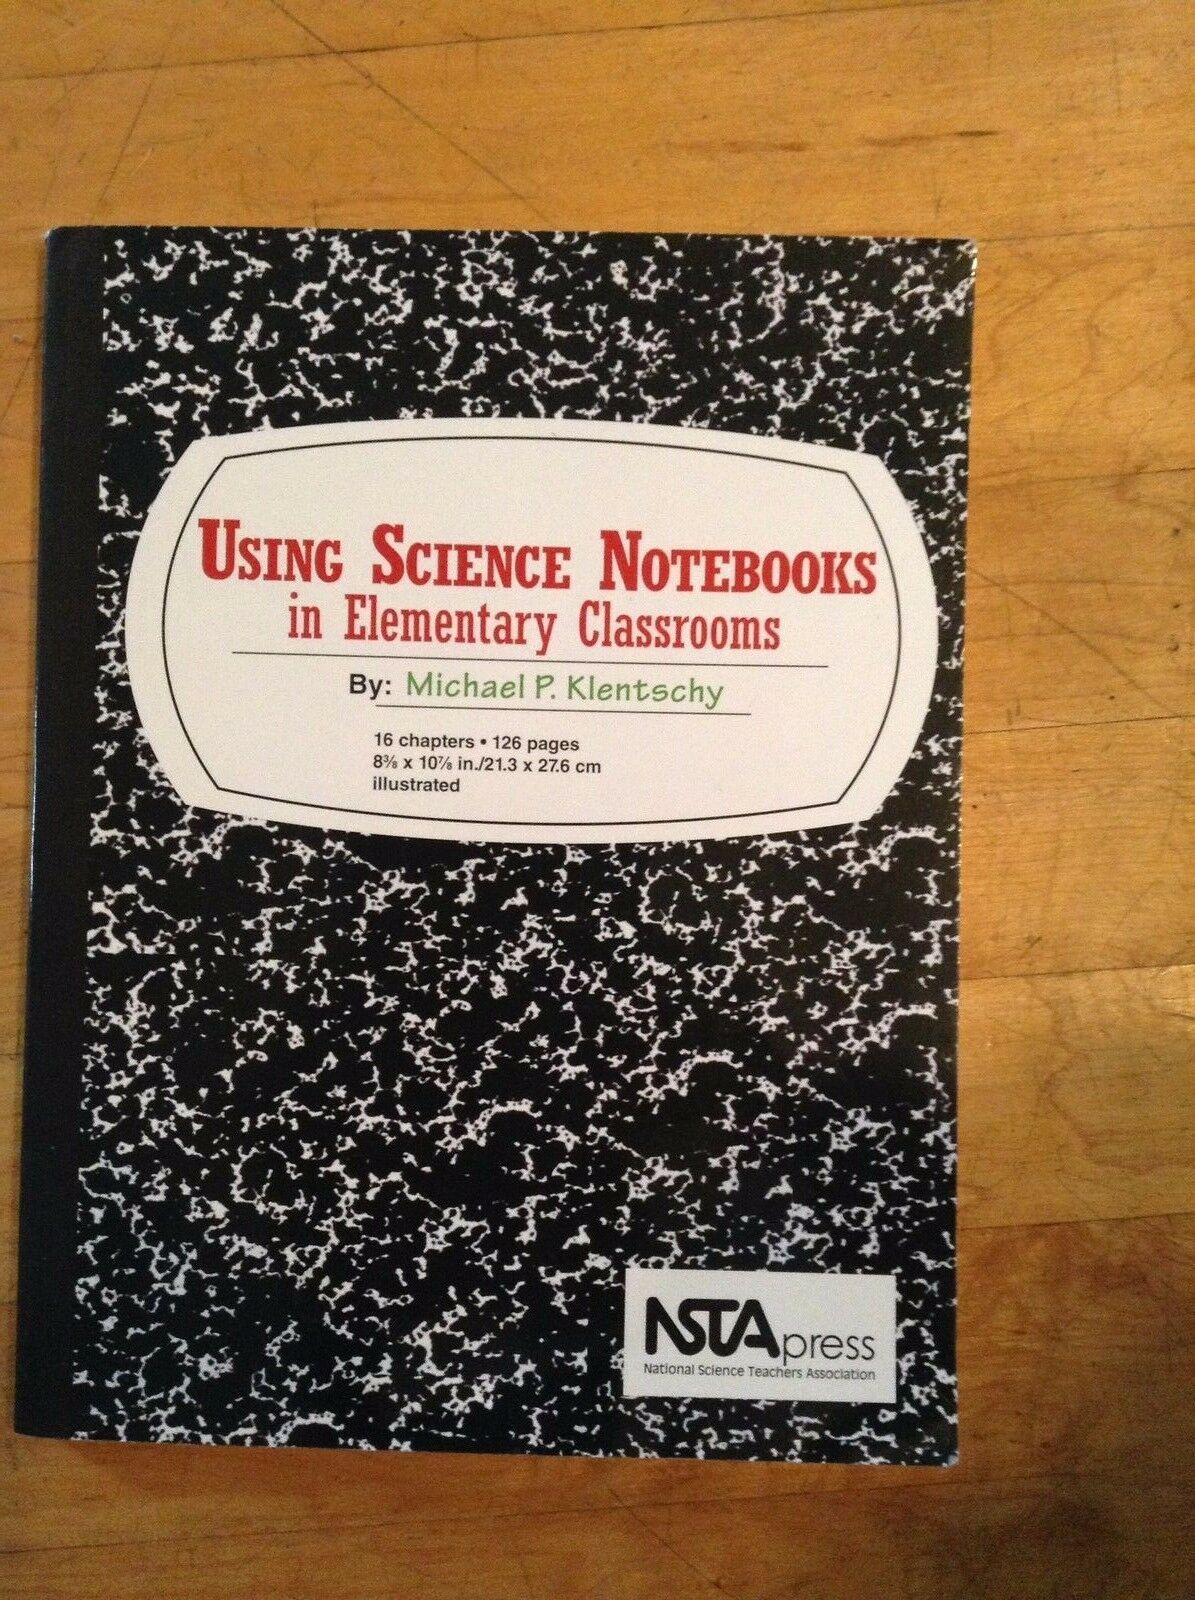 USING SCIENCE NOTEBOOKS
in Elementary Classrooms
By: Michael P. Klentschy
16 chapters • 126 pages
8⅜ x 10⅞ in./21.3 x 27.6 cm
illustrated
NSTApress
National Science Teachers Association